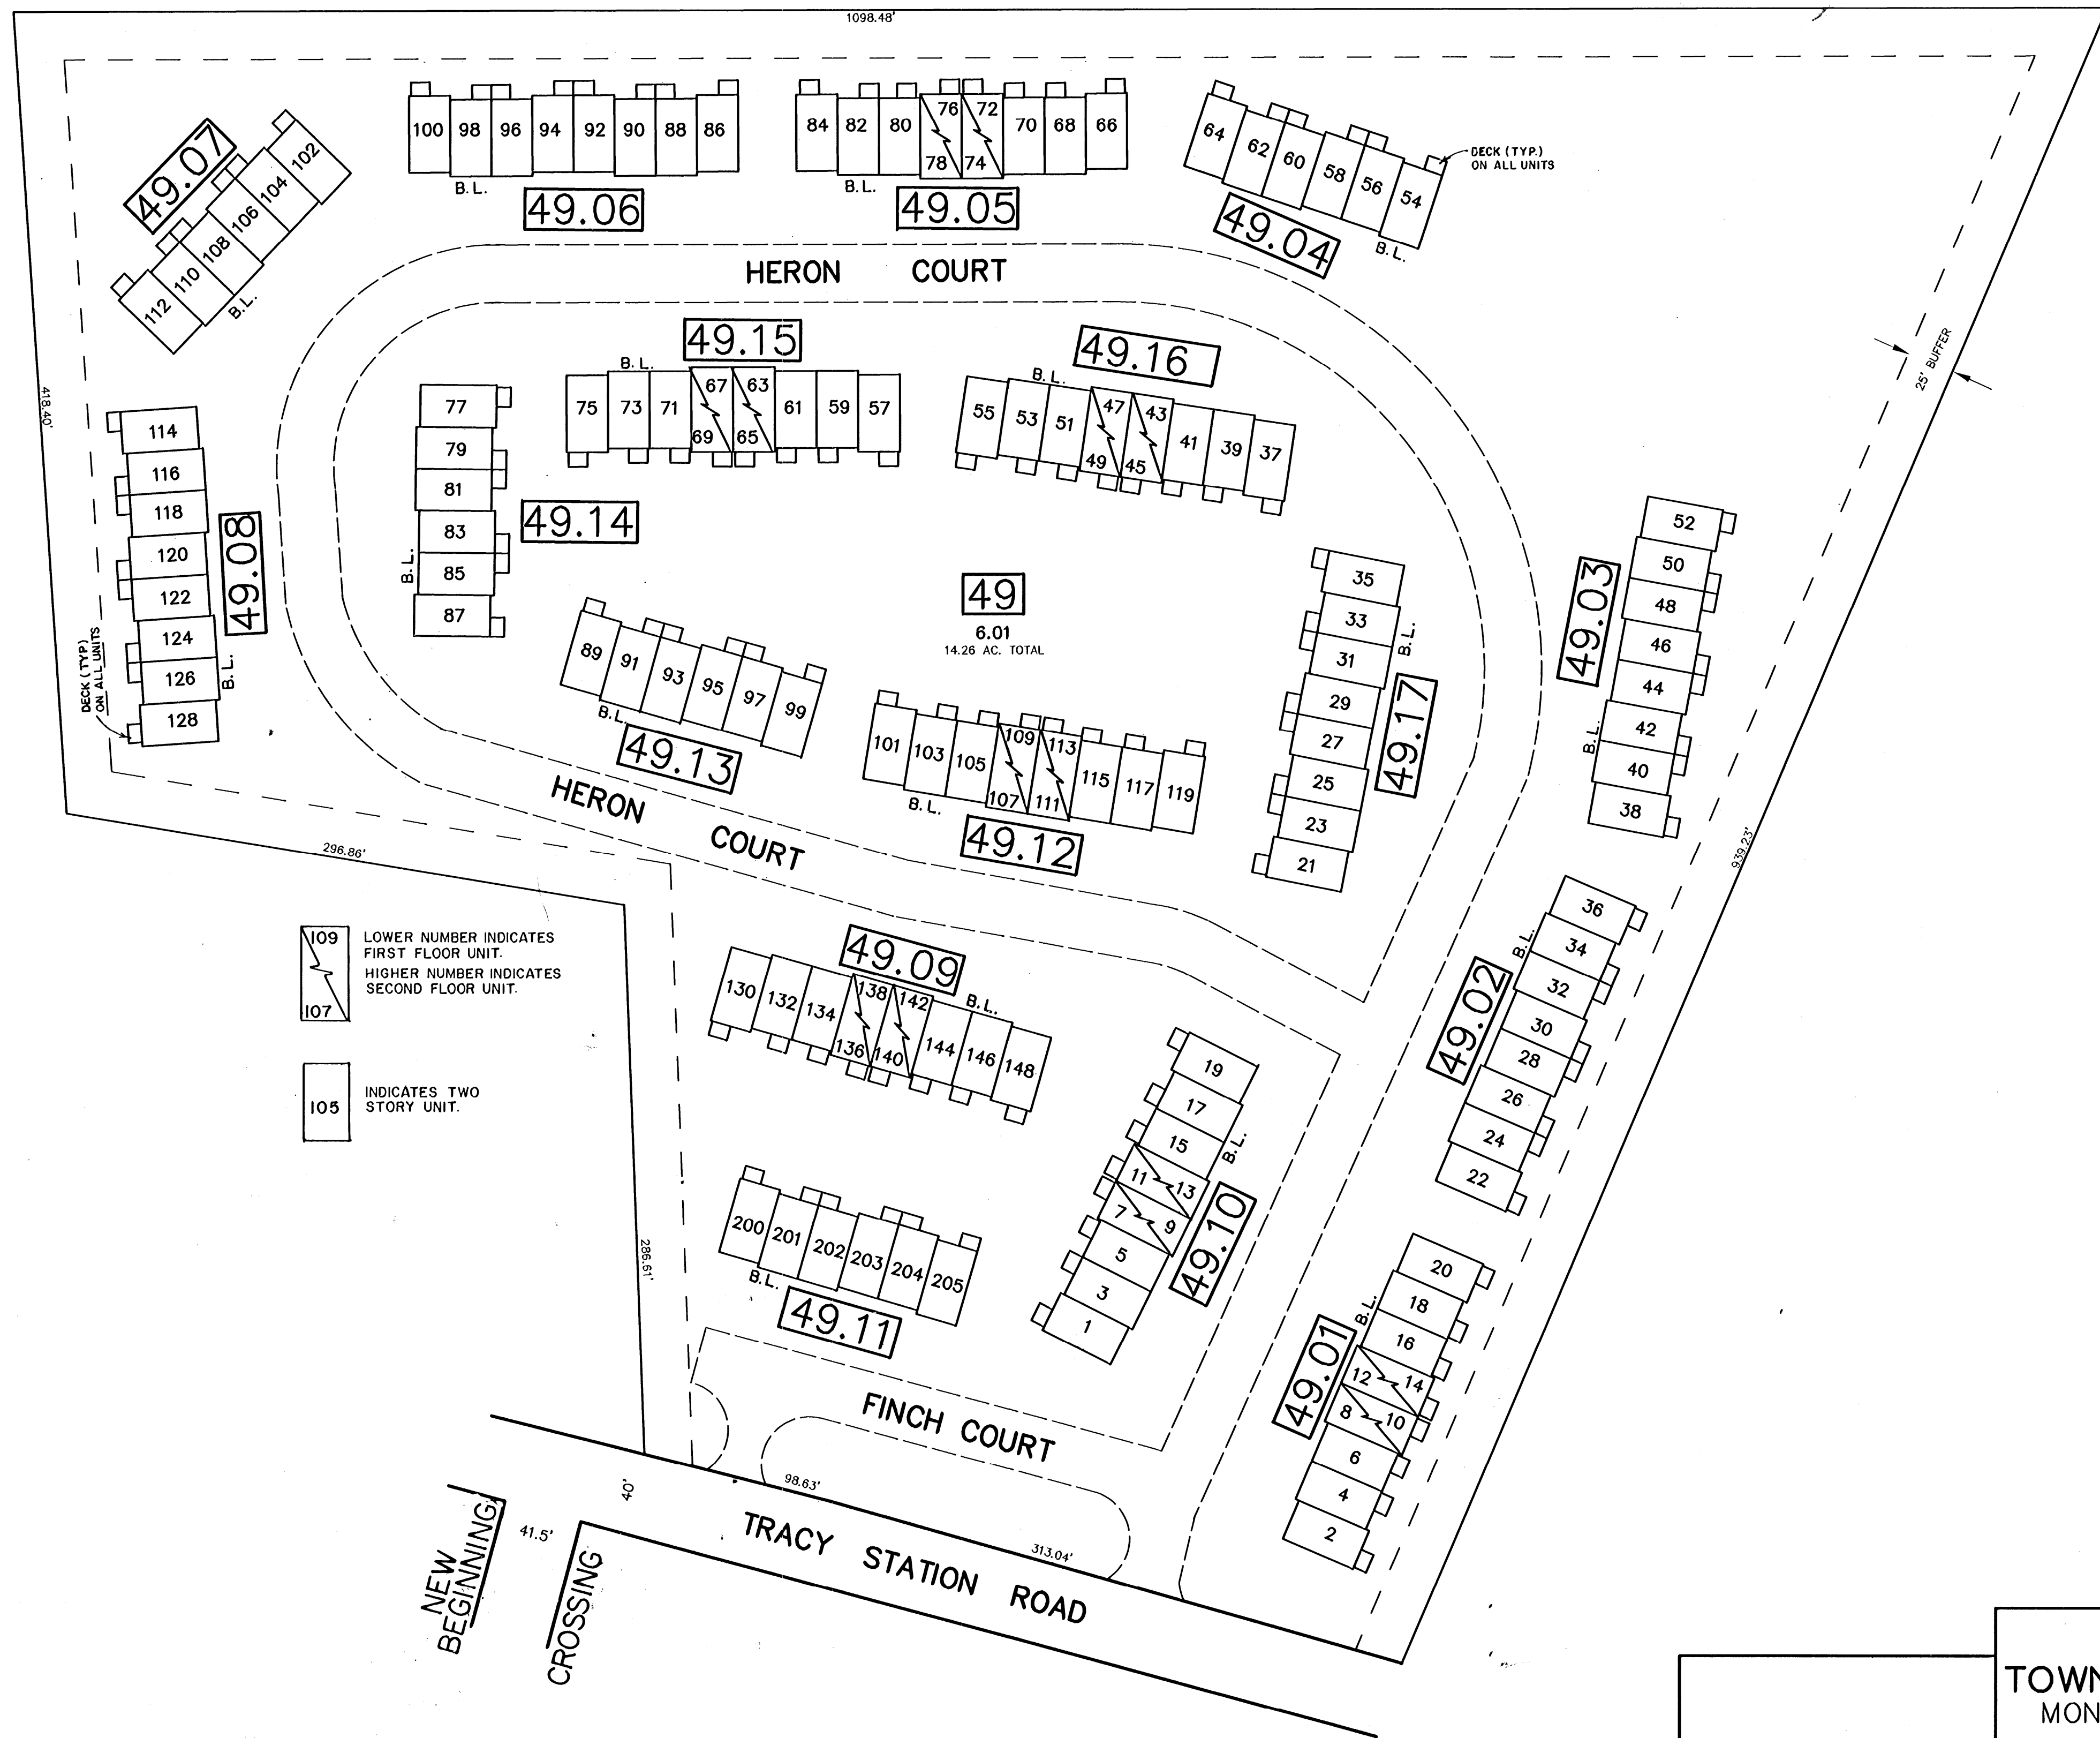 1098.48'
49.07
102
104
106
108
110
112
B.L.
100 98 96 94 92 90 88 86
B.L.
49.06
84 82 80 76 72 70 68 66
78 74
B.L.
49.05
64 62 60 58 56 54
B.L.
49.04
DECK (TYP.)
ON ALL UNITS
HERON COURT
25' BUFFER
418.40'
49.15
B.L.
75 73 71 67 63 61 59 57
69 65
49.16
B.L.
55 53 51 47 43 41 39 37
49 45
77
79
81
83
85
87
B.L.
49.14
114
116
118
120
122
124
126
128
B.L.
49.08
DECK (TYP.)
ON ALL UNITS
49
6.01
14.26 AC. TOTAL
35
33
31
29
27
25
23
21
B.L.
49.17
52
50
48
46
44
42
40
38
B.L.
49.03
939.23'
89 91 93 95 97 99
B.L.
49.13
101 103 105 109 113 115 117 119
107 111
B.L.
49.12
HERON COURT
296.86'
109
107
LOWER NUMBER INDICATES
FIRST FLOOR UNIT.
HIGHER NUMBER INDICATES
SECOND FLOOR UNIT.
105
INDICATES TWO
STORY UNIT.
49.09
B.L.
130 132 134 138 142 144 146 148
136 140
36
34
32
30
28
26
24
22
B.L.
49.02
19
17
15
11 13
7 9
5
3
1
B.L.
49.10
286.61'
200 201 202 203 204 205
B.L.
49.11
20
18
16
12 14
8 10
6
4
2
B.L.
49.01
FINCH COURT
98.63'
40'
41.5'
313.04'
TRACY STATION ROAD
NEW
BEGINNING
CROSSING
TOWN
MON